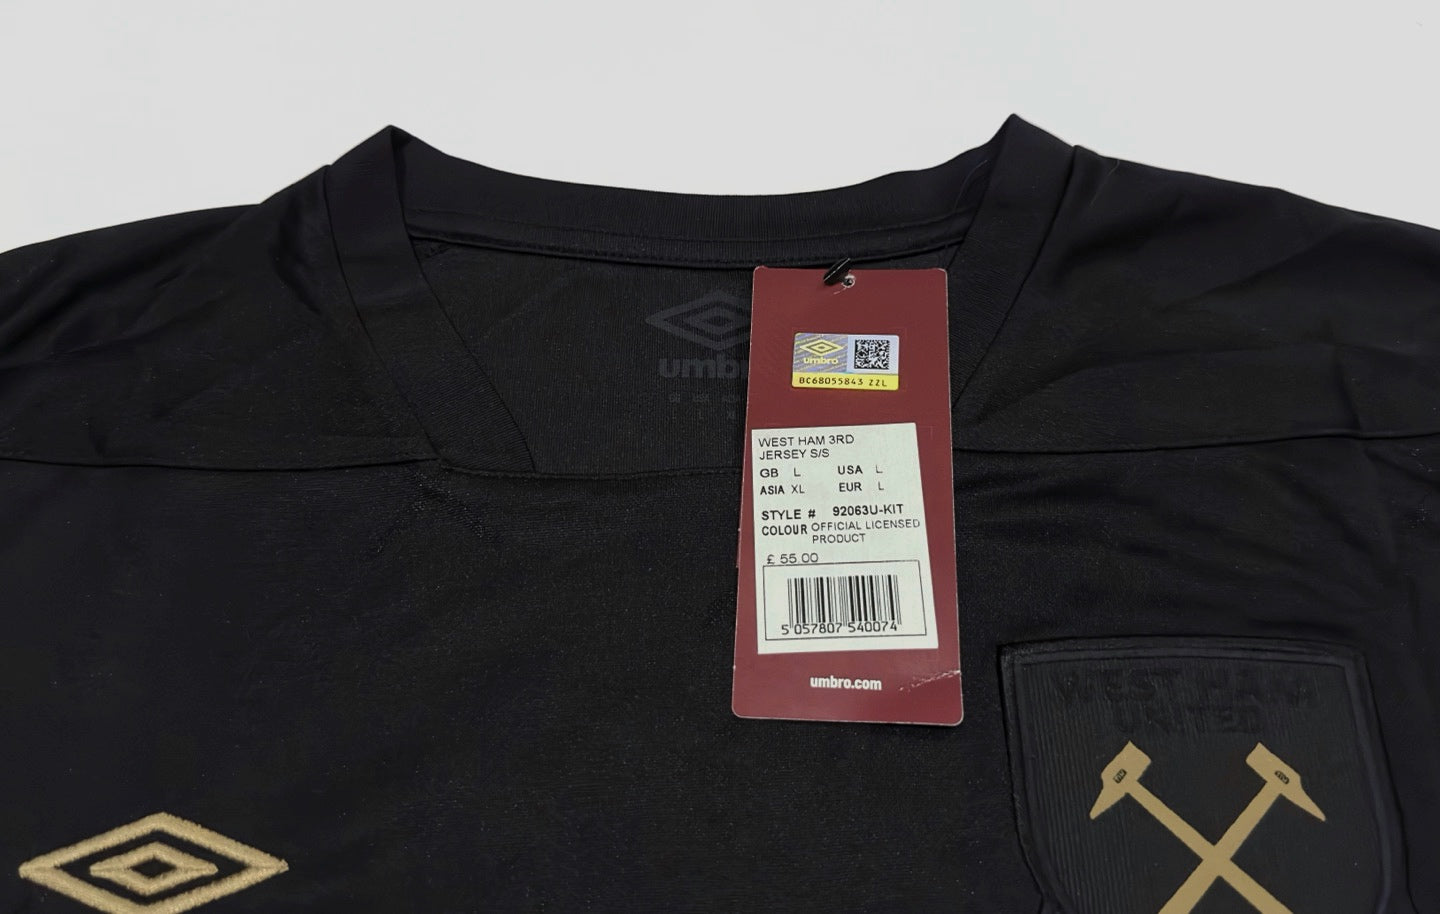 umbro
BC68055843 ZZL
WEST HAM 3RD
JERSEY S/S
GB L USA L
ASIA XL EUR L
STYLE # 92063U-KIT
COLOUR OFFICIAL LICENSED
PRODUCT
£ 55.00
5 057807 540074
umbro.com
WEST HAM
UNITED